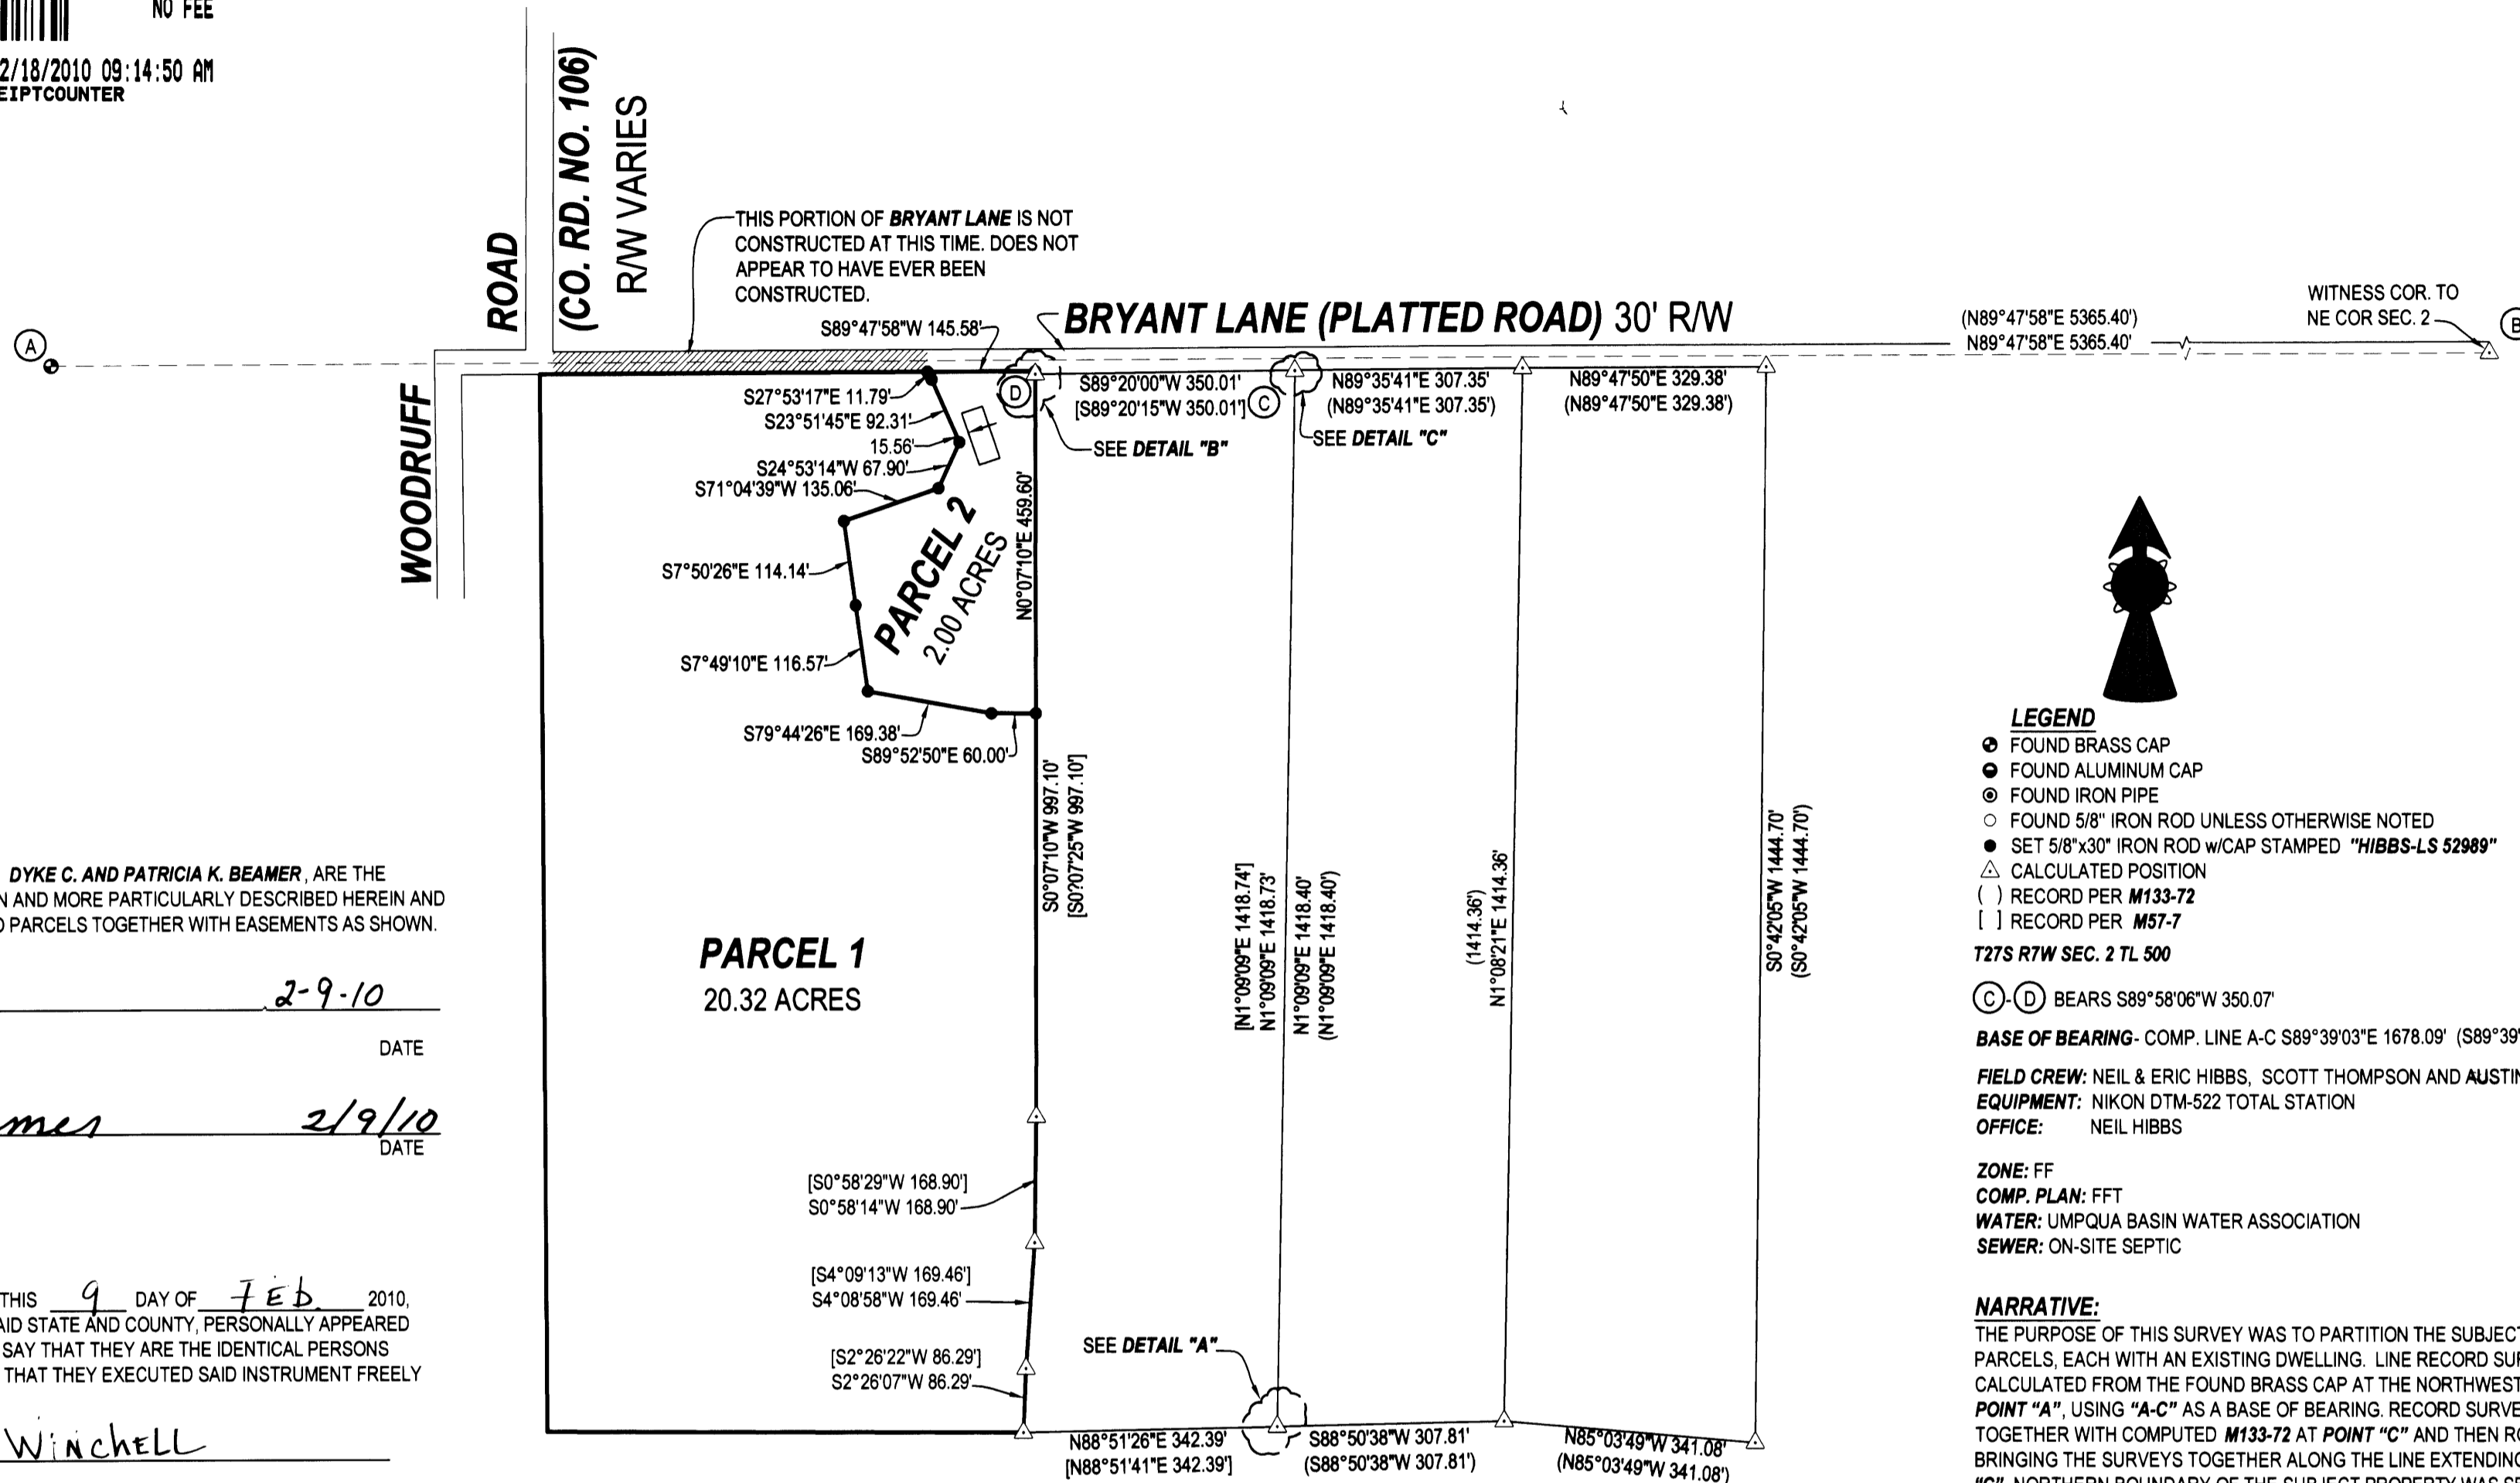 NO FEE
2/18/2010 09:14:50 AM
EIPTCOUNTER
ROAD
(CO. RD. NO. 106)
R/W VARIES
WOODRUFF
THIS PORTION OF BRYANT LANE IS NOT
CONSTRUCTED AT THIS TIME. DOES NOT
APPEAR TO HAVE EVER BEEN
CONSTRUCTED.
BRYANT LANE (PLATTED ROAD) 30' R/W
WITNESS COR. TO
NE COR SEC. 2
(N89°47'58"E 5365.40')
N89°47'58"E 5365.40'
A
B
S89°47'58"W 145.58'
S27°53'17"E 11.79'
S23°51'45"E 92.31'
15.56'
S24°53'14"W 67.90'
S71°04'39"W 135.06'
S7°50'26"E 114.14'
S7°49'10"E 116.57'
S79°44'26"E 169.38'
S89°52'50"E 60.00'
PARCEL 2
2.00 ACRES
N0°07'10"E 459.60'
D
S89°20'00"W 350.01'
[S89°20'15"W 350.01']
C
SEE DETAIL "B"
N89°35'41"E 307.35'
(N89°35'41"E 307.35')
SEE DETAIL "C"
N89°47'50"E 329.38'
(N89°47'50"E 329.38')
S0°07'10"W 997.10'
[S0?07'25"W 997.10']
[N1°09'09"E 1418.74']
N1°09'09"E 1418.73'
N1°09'09"E 1418.40'
(N1°09'09"E 1418.40')
(1414.36')
N1°08'21"E 1414.36'
S0°42'05"W 1444.70'
(S0°42'05"W 1444.70')
PARCEL 1
20.32 ACRES
[S0°58'29"W 168.90']
S0°58'14"W 168.90'
[S4°09'13"W 169.46']
S4°08'58"W 169.46'
[S2°26'22"W 86.29']
S2°26'07"W 86.29'
SEE DETAIL "A"
N88°51'26"E 342.39'
[N88°51'41"E 342.39']
S88°50'38"W 307.81'
(S88°50'38"W 307.81')
N85°03'49"W 341.08'
(N85°03'49"W 341.08')
DYKE C. AND PATRICIA K. BEAMER, ARE THE
N AND MORE PARTICULARLY DESCRIBED HEREIN AND
D PARCELS TOGETHER WITH EASEMENTS AS SHOWN.
2-9-10
DATE
mer 2/9/10
DATE
THIS 9 DAY OF FEb. 2010,
AID STATE AND COUNTY, PERSONALLY APPEARED
SAY THAT THEY ARE THE IDENTICAL PERSONS
THAT THEY EXECUTED SAID INSTRUMENT FREELY
WinchELL
LEGEND
FOUND BRASS CAP
FOUND ALUMINUM CAP
FOUND IRON PIPE
FOUND 5/8" IRON ROD UNLESS OTHERWISE NOTED
SET 5/8"x30" IRON ROD w/CAP STAMPED "HIBBS-LS 52989"
CALCULATED POSITION
( ) RECORD PER M133-72
[ ] RECORD PER M57-7
T27S R7W SEC. 2 TL 500
C-D BEARS S89°58'06"W 350.07'
BASE OF BEARING- COMP. LINE A-C S89°39'03"E 1678.09' (S89°39'
FIELD CREW: NEIL & ERIC HIBBS, SCOTT THOMPSON AND AUSTIN
EQUIPMENT: NIKON DTM-522 TOTAL STATION
OFFICE: NEIL HIBBS
ZONE: FF
COMP. PLAN: FFT
WATER: UMPQUA BASIN WATER ASSOCIATION
SEWER: ON-SITE SEPTIC
NARRATIVE:
THE PURPOSE OF THIS SURVEY WAS TO PARTITION THE SUBJECT
PARCELS, EACH WITH AN EXISTING DWELLING. LINE RECORD SU
CALCULATED FROM THE FOUND BRASS CAP AT THE NORTHWEST
POINT "A", USING "A-C" AS A BASE OF BEARING. RECORD SURVE
TOGETHER WITH COMPUTED M133-72 AT POINT "C" AND THEN R
BRINGING THE SURVEYS TOGETHER ALONG THE LINE EXTENDIN
"C". NORTHERN BOUNDARY OF THE SUBJECT PROPERTY WAS